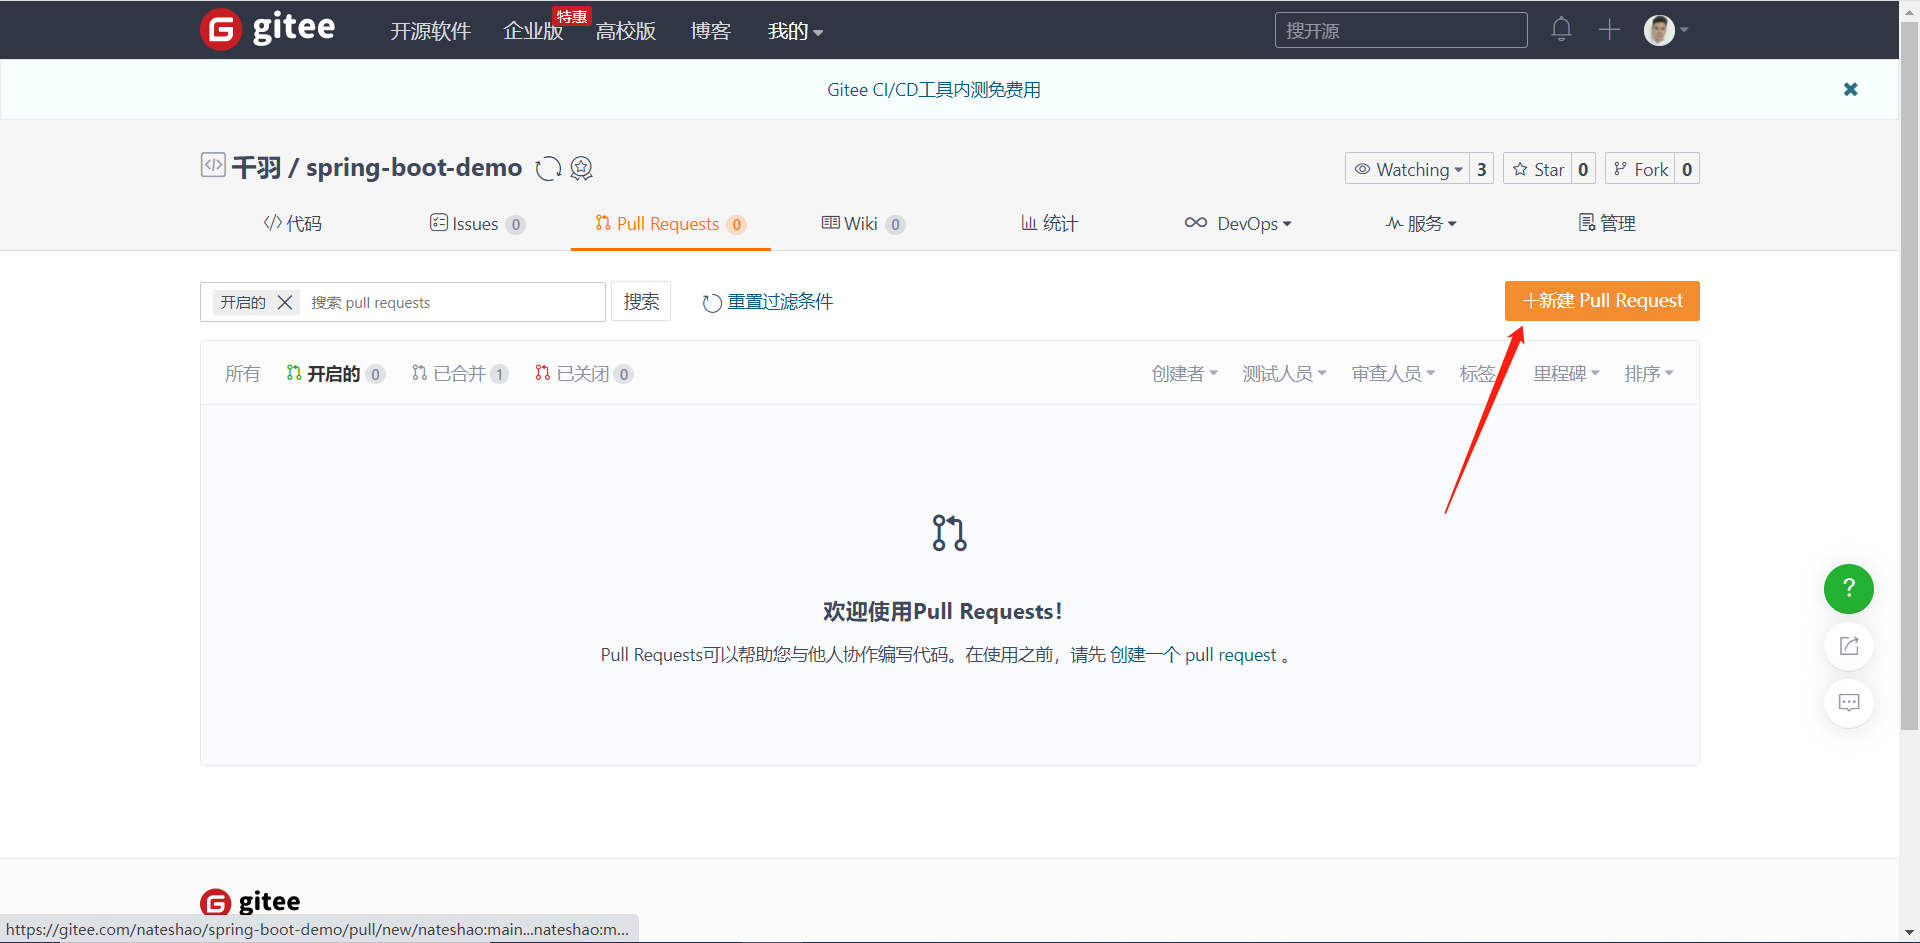 gitee 开源软件 企业版 特惠 高校版 博客 我的 搜开源
Gitee CI/CD工具内测免费用
千羽 / spring-boot-demo Watching 3 Star 0 Fork 0
代码 Issues 0 Pull Requests 0 Wiki 0 统计 DevOps 服务 管理
开启的 搜索 pull requests 搜索 重置过滤条件 +新建 Pull Request
所有 开启的 0 已合并 1 已关闭 0 创建者 测试人员 审查人员 标签 里程碑 排序
欢迎使用Pull Requests!
Pull Requests可以帮助您与他人协作编写代码。在使用之前，请先 创建一个 pull request 。
?
gitee
https://gitee.com/nateshao/spring-boot-demo/pull/new/nateshao:main...nateshao:m...